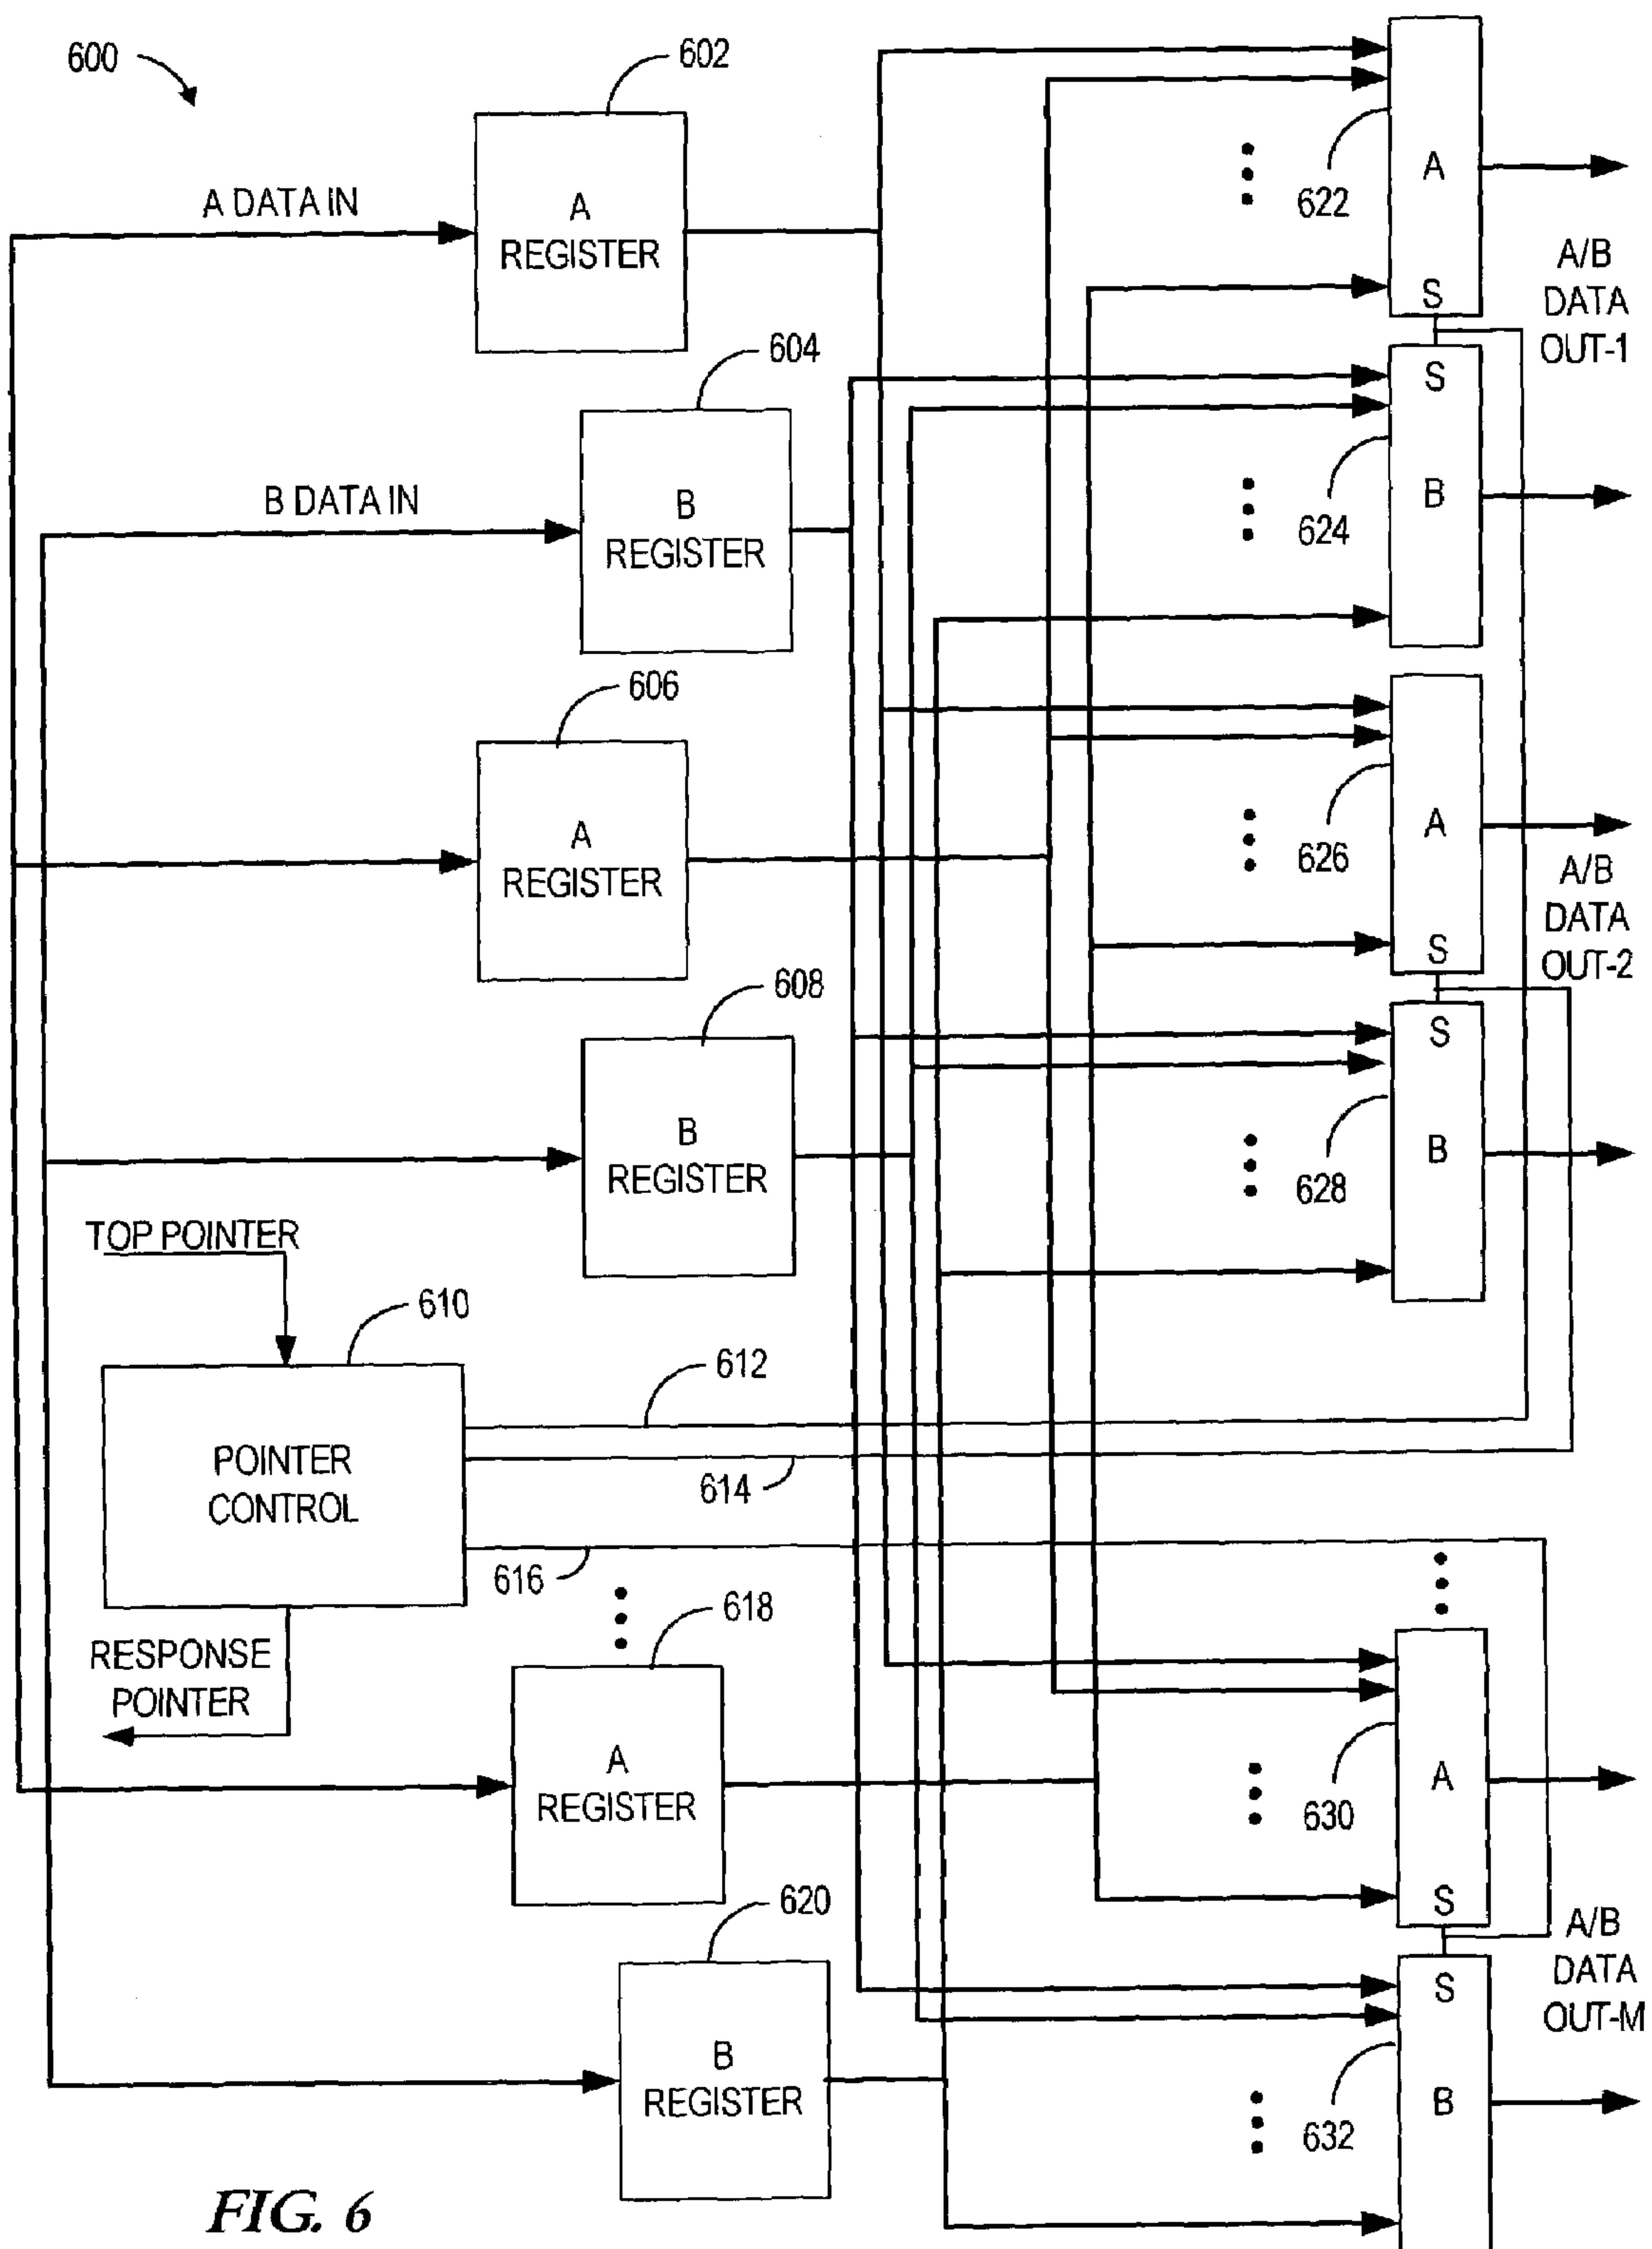 600
602
A DATA IN
A
REGISTER
622
A
S
A/B
DATA
OUT-1
604
B DATA IN
B
REGISTER
S
624
B
606
A
REGISTER
626
A
S
A/B
DATA
OUT-2
608
B
REGISTER
S
628
B
TOP POINTER
610
612
POINTER
CONTROL
614
616
RESPONSE
POINTER
618
A
REGISTER
630
A
S
A/B
DATA
OUT-M
620
B
REGISTER
S
632
B
FIG. 6